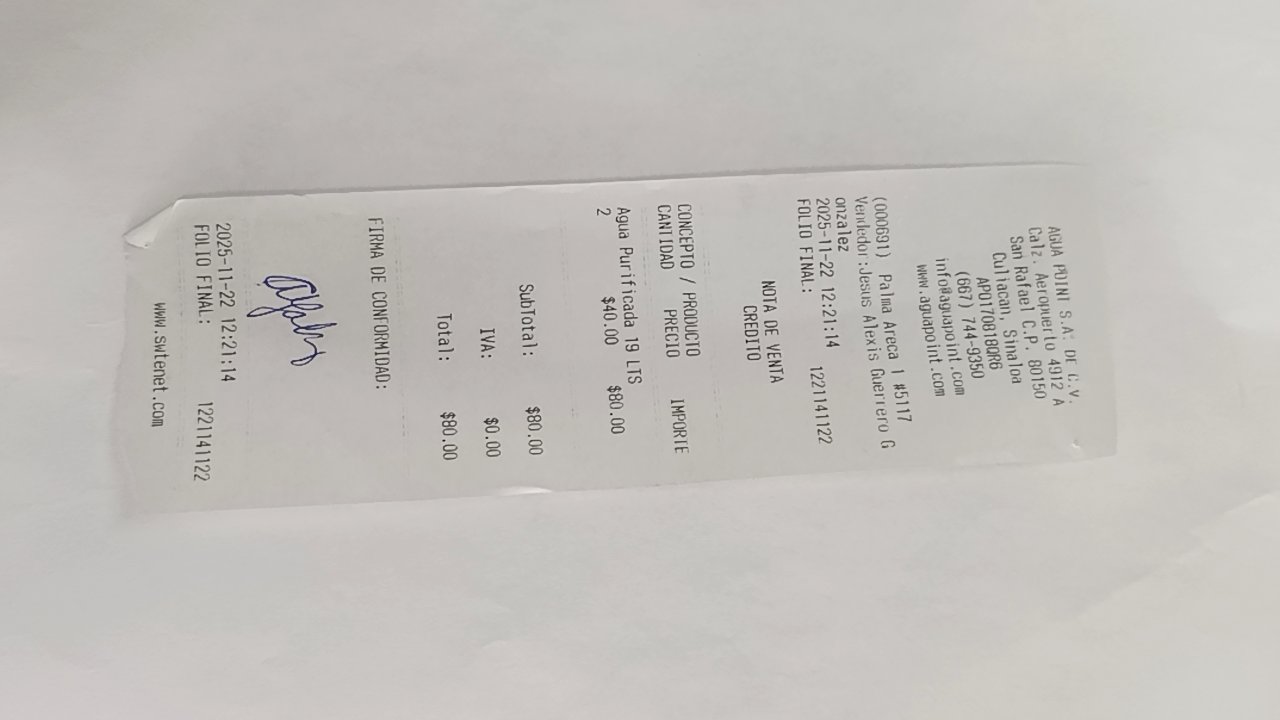 AGUA POINT S.A. DE C.V.
Calz. Aeropuerto 4912 A
San Rafael C.P. 80150
Culiacan, Sinaloa
APO170818QR6
(667) 744-9350
info@aguapoint.com
www.aguapoint.com
(000691) Palma Areca I #5117
Vendedor:Jesus Alexis Guerrero G
onzalez
2025-11-22 12:21:14
FOLIO FINAL: 1221141122
NOTA DE VENTA
CREDITO
CONCEPTO / PRODUCTO
CANTIDAD PRECIO IMPORTE
Agua Purificada 19 LTS
2 $40.00 $80.00
SubTotal: $80.00
IVA: $0.00
Total: $80.00
FIRMA DE CONFORMIDAD:
2025-11-22 12:21:14
FOLIO FINAL: 1221141122
www.swtenet.com